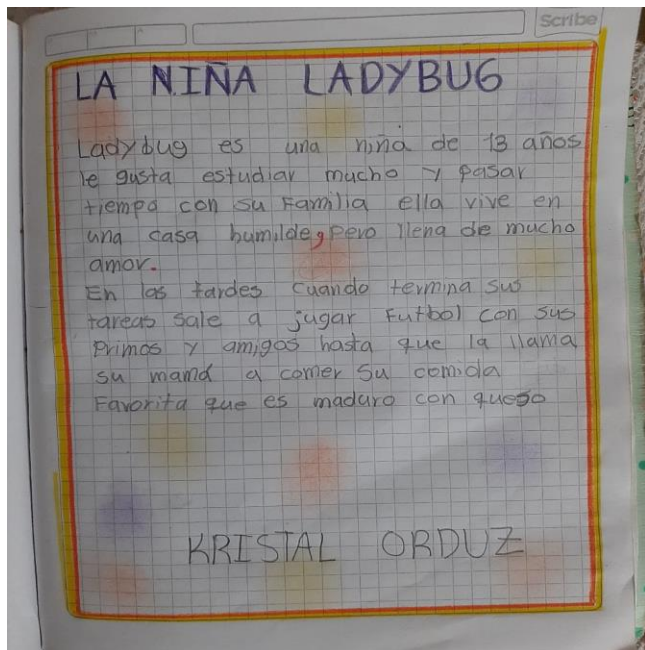 Scribe
LA NIÑA LADYBUG
Ladybug es una niña de 13 años
le gusta estudiar mucho y pasar
tiempo con su Familia ella vive en
una casa humilde, pero llena de mucho
amor.
En las tardes cuando termina sus
tareas sale a jugar Futbol con sus
Primos y amigos hasta que la llama
su mamá a comer su comida
Favorita que es maduro con queso
KRISTAL ORDUZ